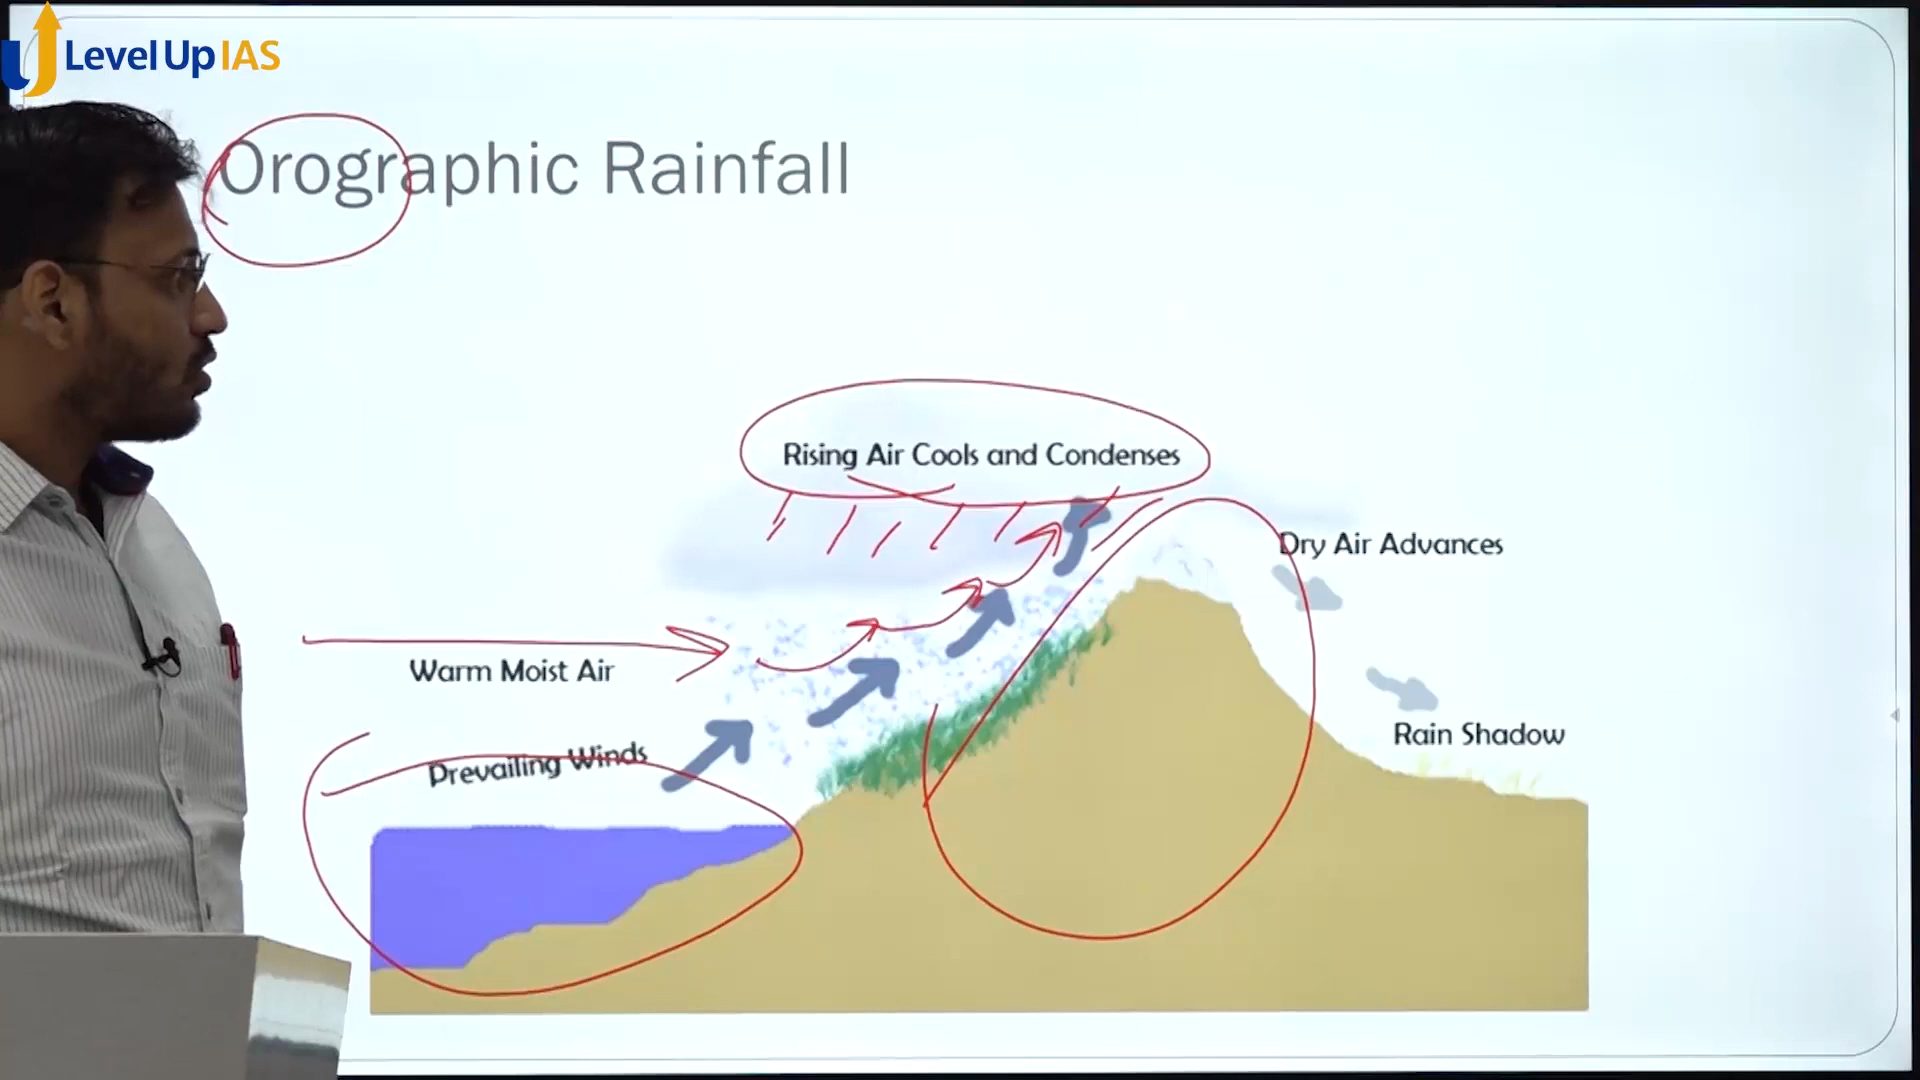 Level Up IAS
Orographic Rainfall
Rising Air Cools and Condenses
Dry Air Advances
Warm Moist Air
Rain Shadow
Prevailing Winds